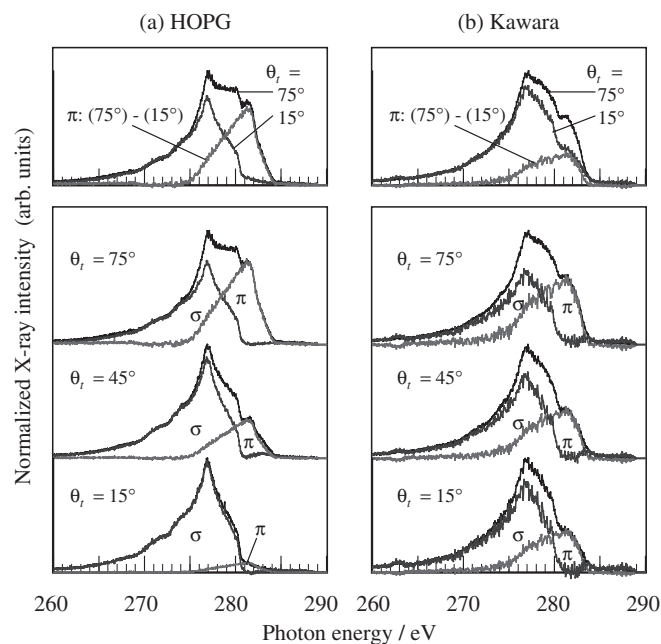 (a) HOPG
(b) Kawara
θt =
75°
15°
π: (75°) - (15°)
θt =
75°
15°
π: (75°) - (15°)
Normalized X-ray intensity (arb. units)
θt = 75°
σ
π
θt = 45°
σ
π
θt = 15°
σ
π
θt = 75°
σ
π
θt = 45°
σ
π
θt = 15°
σ
π
260 270 280 290
260 270 280 290
Photon energy / eV